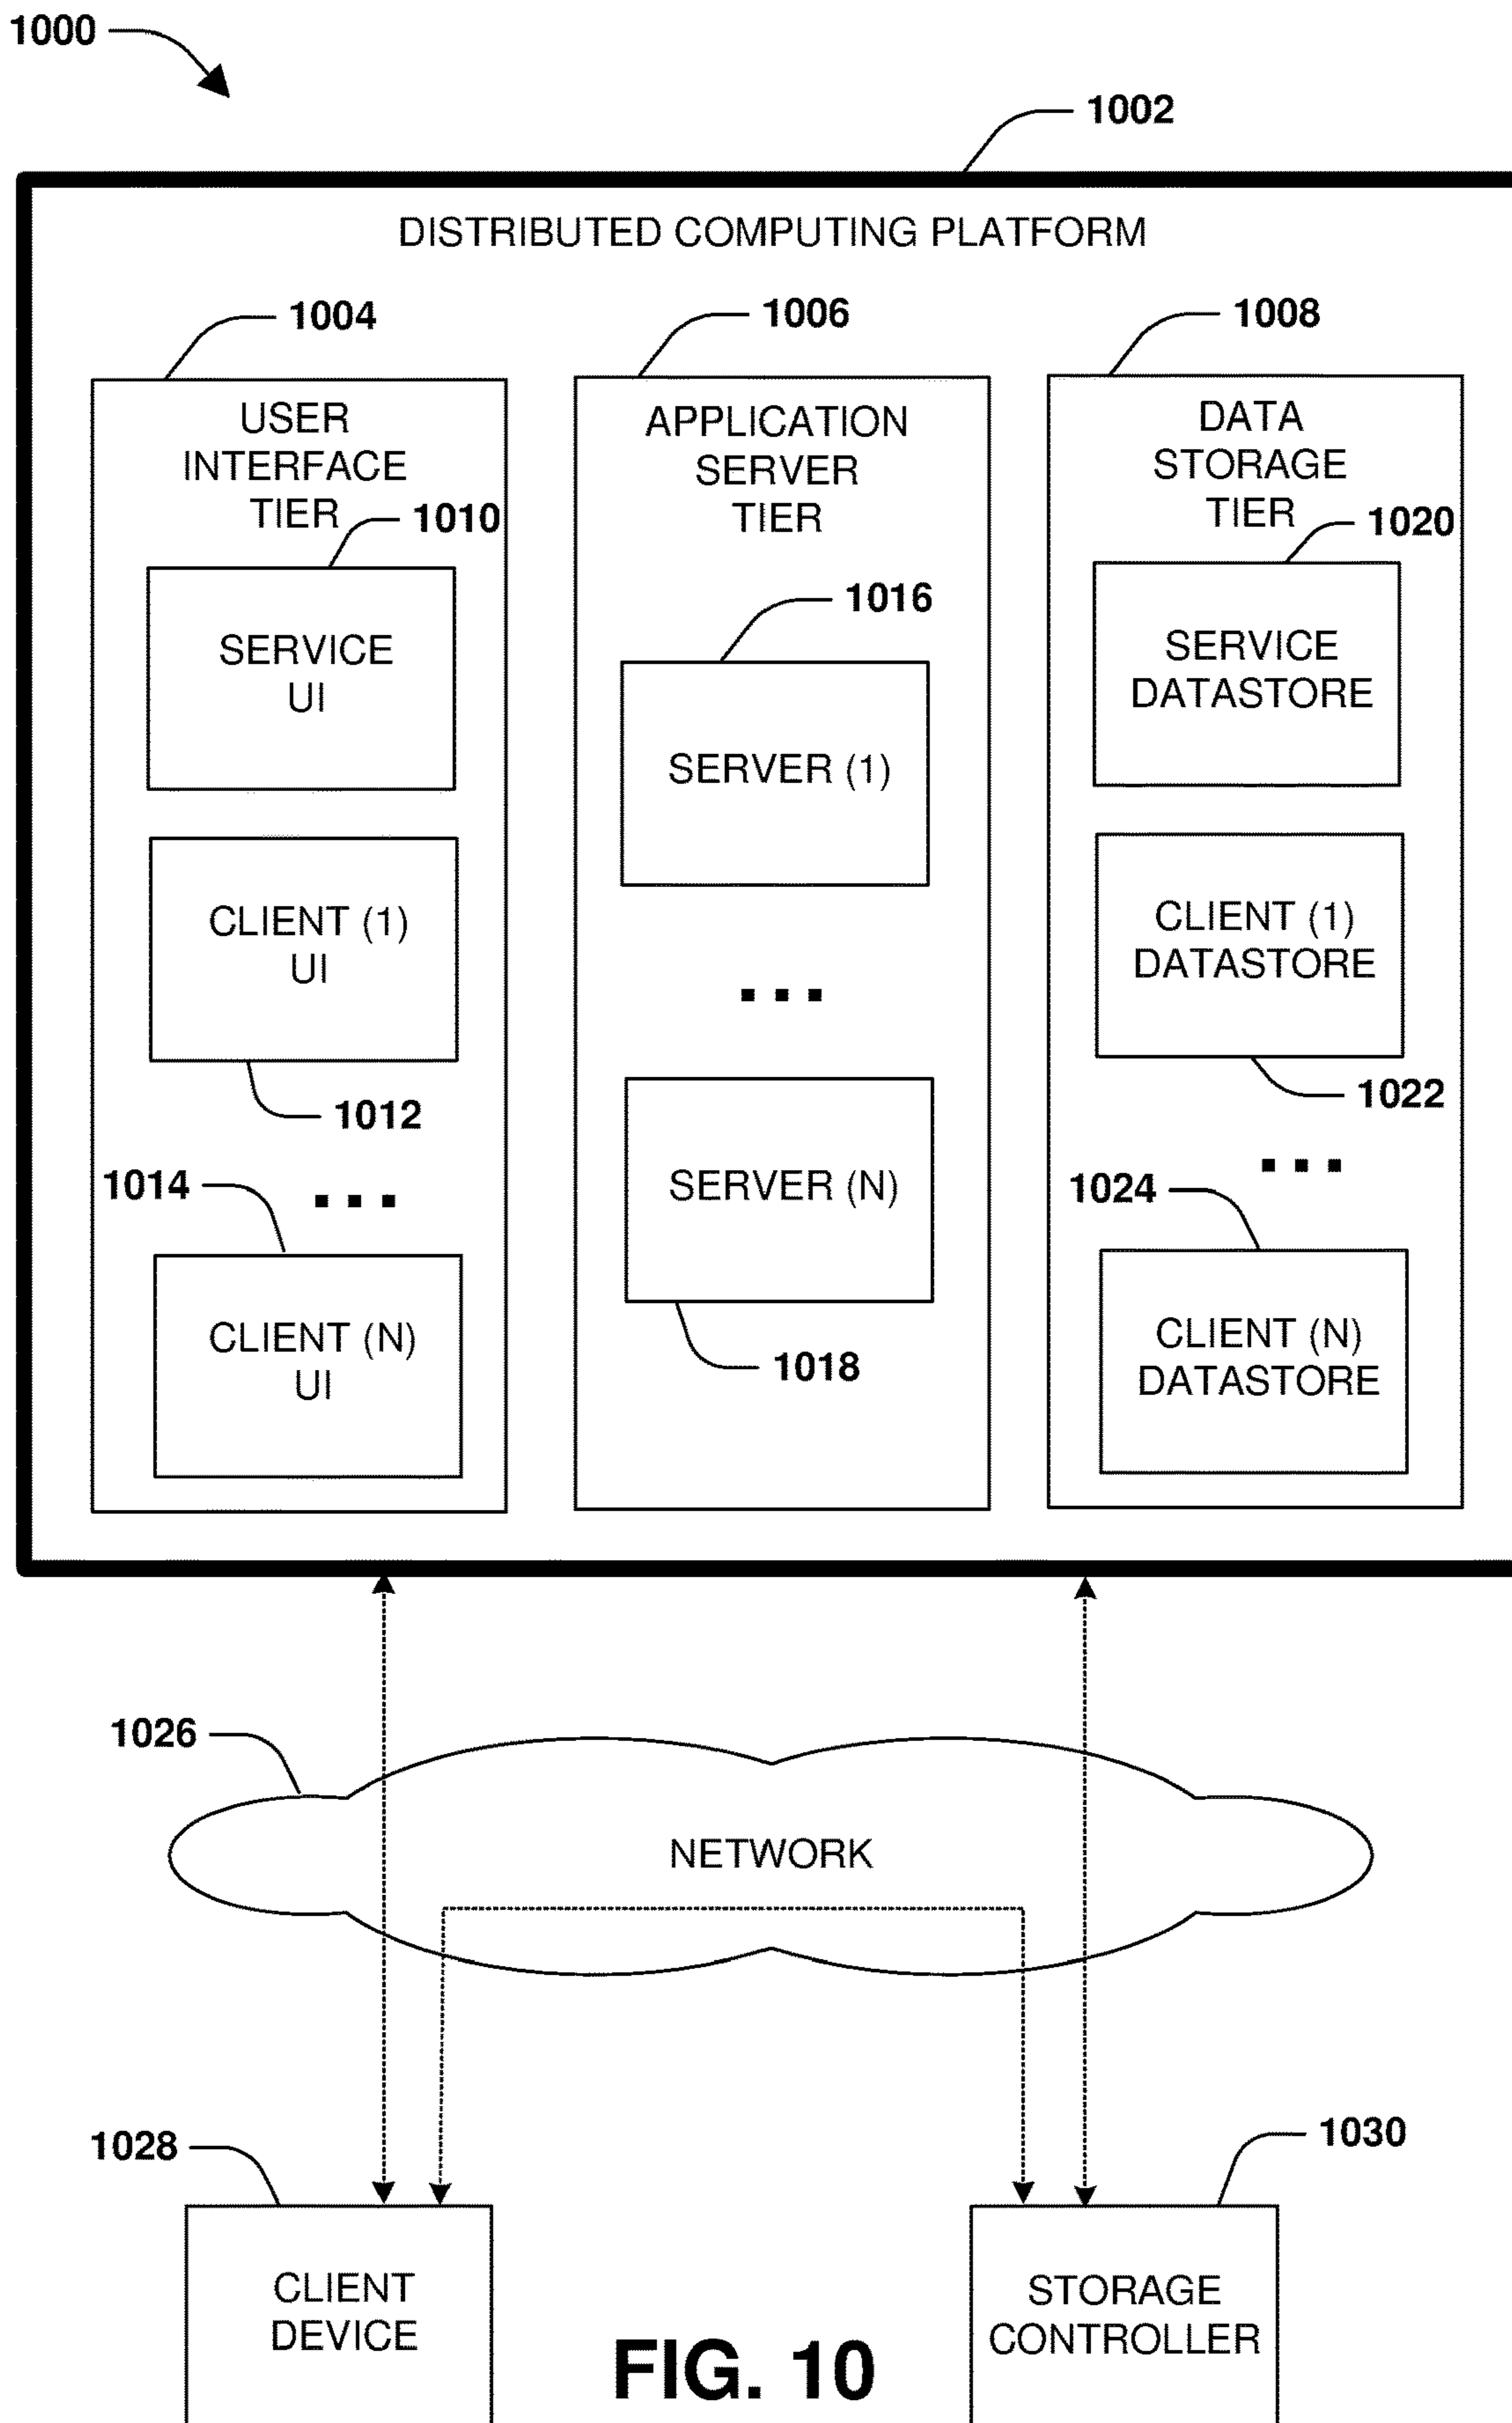 1000
1002
DISTRIBUTED COMPUTING PLATFORM
1004
1006
1008
USER
INTERFACE
TIER
1010
SERVICE
UI
CLIENT (1)
UI
1012
1014
...
CLIENT (N)
UI
APPLICATION
SERVER
TIER
1016
SERVER (1)
...
SERVER (N)
1018
DATA
STORAGE
TIER
1020
SERVICE
DATASTORE
CLIENT (1)
DATASTORE
1022
...
1024
CLIENT (N)
DATASTORE
1026
NETWORK
1028
1030
CLIENT
DEVICE
STORAGE
CONTROLLER
FIG. 10